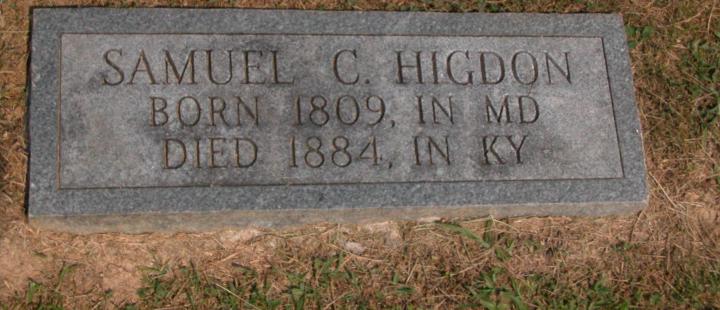 SAMUEL C. HIGDON
BORN 1809, IN MD
DIED 1884, IN KY